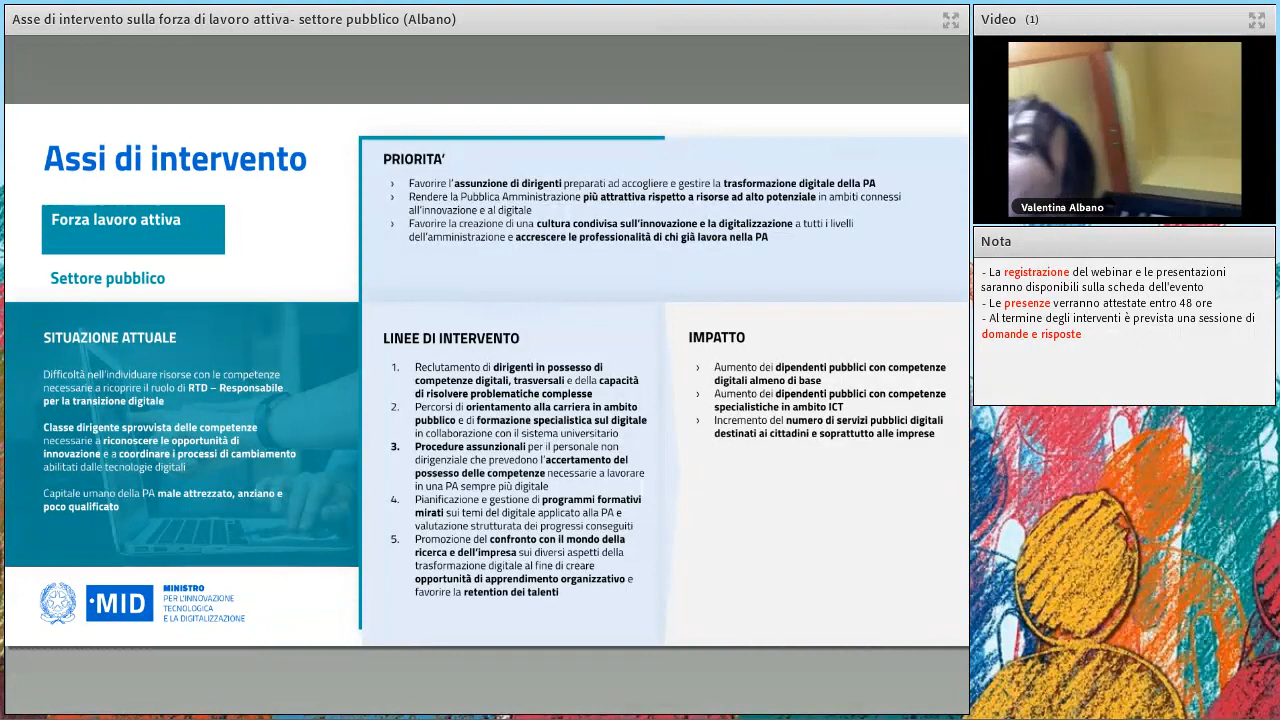 Asse di intervento sulla forza di lavoro attiva- settore pubblico (Albano)
Assi di intervento
Forza lavoro attiva
Settore pubblico
PRIORITA'
› Favorire l'assunzione di dirigenti preparati ad accogliere e gestire la trasformazione digitale della PA
› Rendere la Pubblica Amministrazione più attrattiva rispetto a risorse ad alto potenziale in ambiti connessi
all'innovazione e al digitale
› Favorire la creazione di una cultura condivisa sull'innovazione e la digitalizzazione a tutti i livelli
dell'amministrazione e accrescere le professionalità di chi già lavora nella PA
SITUAZIONE ATTUALE
Difficoltà nell'individuare risorse con le competenze
necessarie a ricoprire il ruolo di RTD – Responsabile
per la transizione digitale
Classe dirigente sprovvista delle competenze
necessarie a riconoscere le opportunità di
innovazione e a coordinare i processi di cambiamento
abilitati dalle tecnologie digitali
Capitale umano della PA male attrezzato, anziano e
poco qualificato
LINEE DI INTERVENTO
1. Reclutamento di dirigenti in possesso di
competenze digitali, trasversali e della capacità
di risolvere problematiche complesse
2. Percorsi di orientamento alla carriera in ambito
pubblico e di formazione specialistica sul digitale
in collaborazione con il sistema universitario
3. Procedure assunzionali per il personale non
dirigenziale che prevedono l'accertamento del
possesso delle competenze necessarie a lavorare
in una PA sempre più digitale
4. Pianificazione e gestione di programmi formativi
mirati sui temi del digitale applicato alla PA e
valutazione strutturata dei progressi conseguiti
5. Promozione del confronto con il mondo della
ricerca e dell'impresa sui diversi aspetti della
trasformazione digitale al fine di creare
opportunità di apprendimento organizzativo e
favorire la retention dei talenti
IMPATTO
› Aumento dei dipendenti pubblici con competenze
digitali almeno di base
› Aumento dei dipendenti pubblici con competenze
specialistiche in ambito ICT
› Incremento del numero di servizi pubblici digitali
destinati ai cittadini e soprattutto alle imprese
·MID
MINISTRO
PER L'INNOVAZIONE
TECNOLOGICA
E LA DIGITALIZZAZIONE
Video (1)
Valentina Albano
Nota
- La registrazione del webinar e le presentazioni
saranno disponibili sulla scheda dell'evento
- Le presenze verranno attestate entro 48 ore
- Al termine degli interventi è prevista una sessione di
domande e risposte